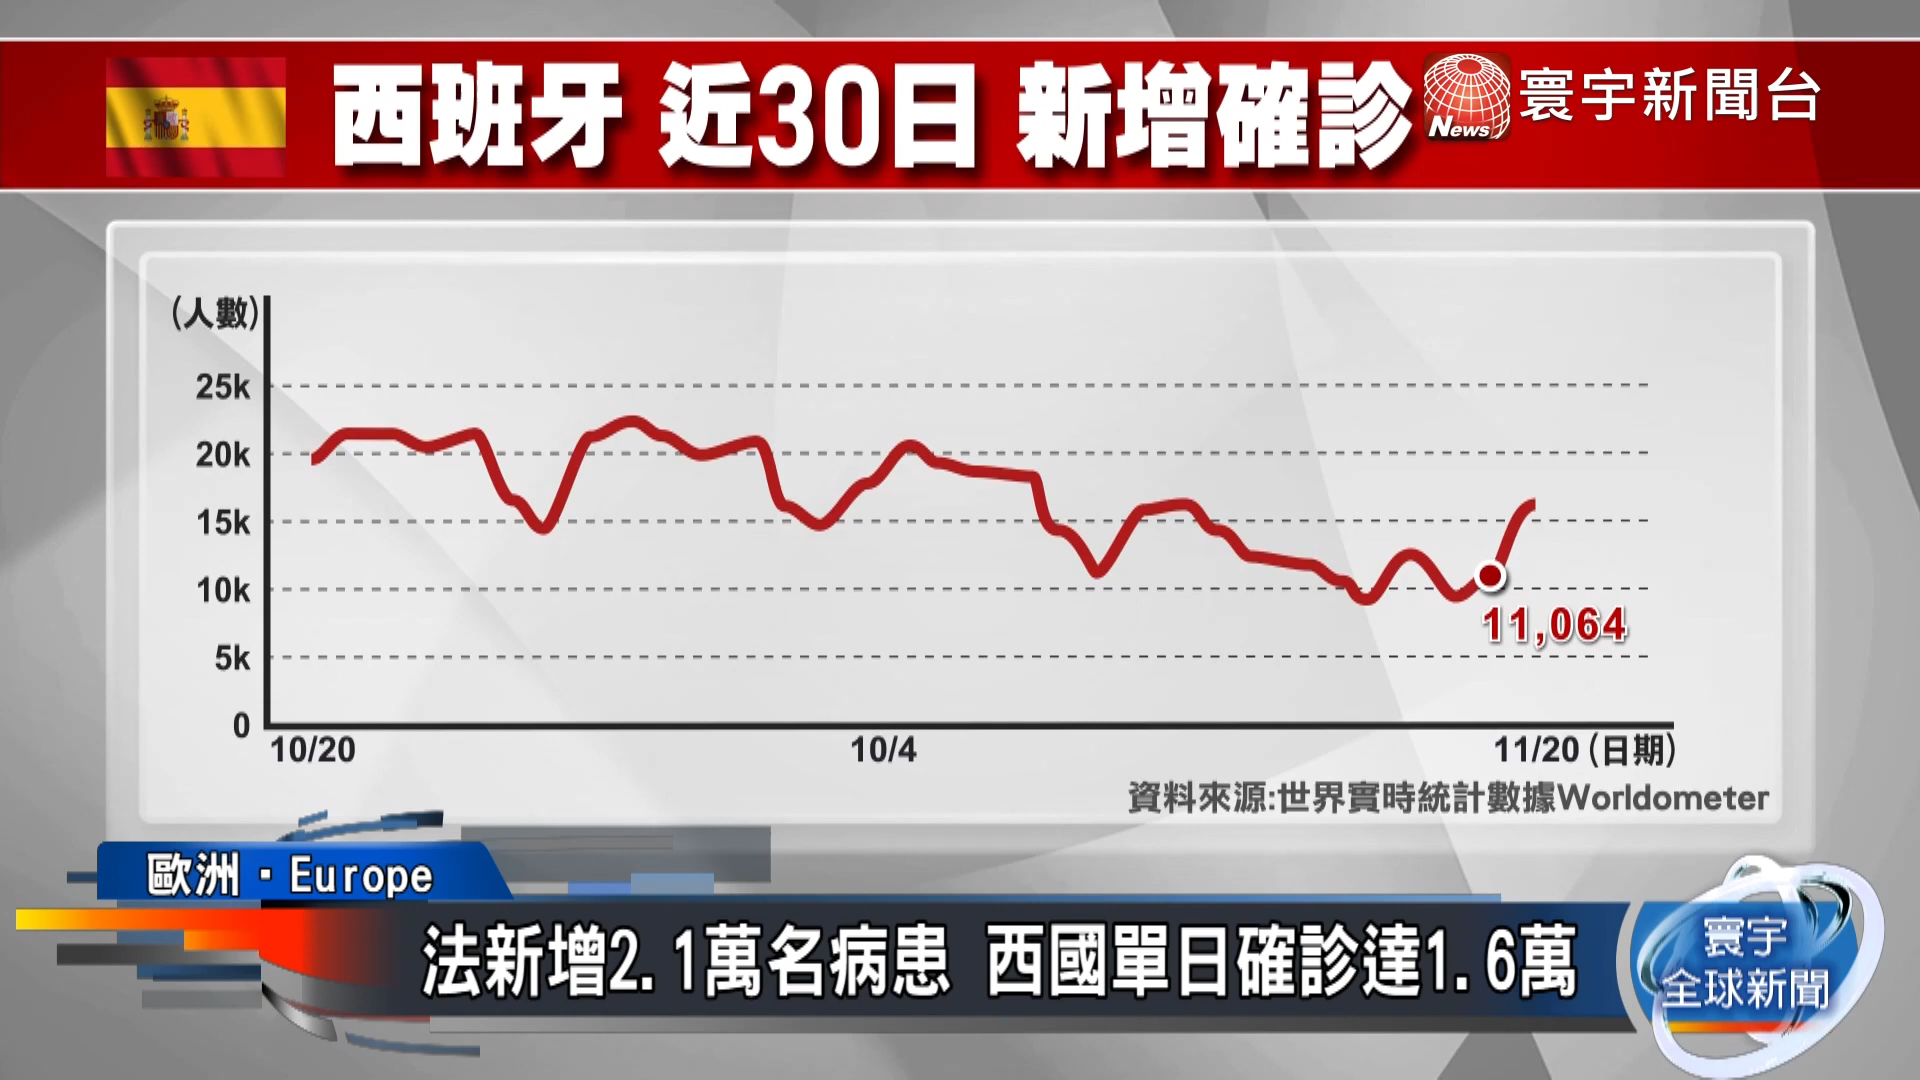 西班牙 近30日 新增確診
News 寰宇新聞台
(人數)
25k
20k
15k
10k
5k
0
11,064
10/20 10/4 11/20 (日期)
資料來源:世界實時統計數據Worldometer
歐洲·Europe
法新增2.1萬名病患 西國單日確診達1.6萬
寰宇
全球新聞